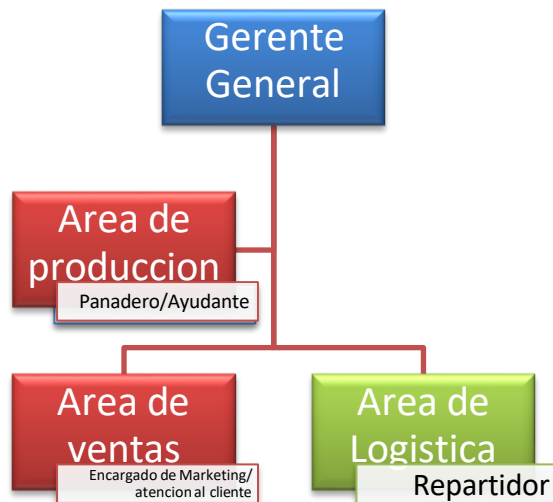 Gerente
General
Area de
produccion
Panadero/Ayudante
Area de
ventas
Encargado de Marketing/
atencion al cliente
Area de
Logistica
Repartidor